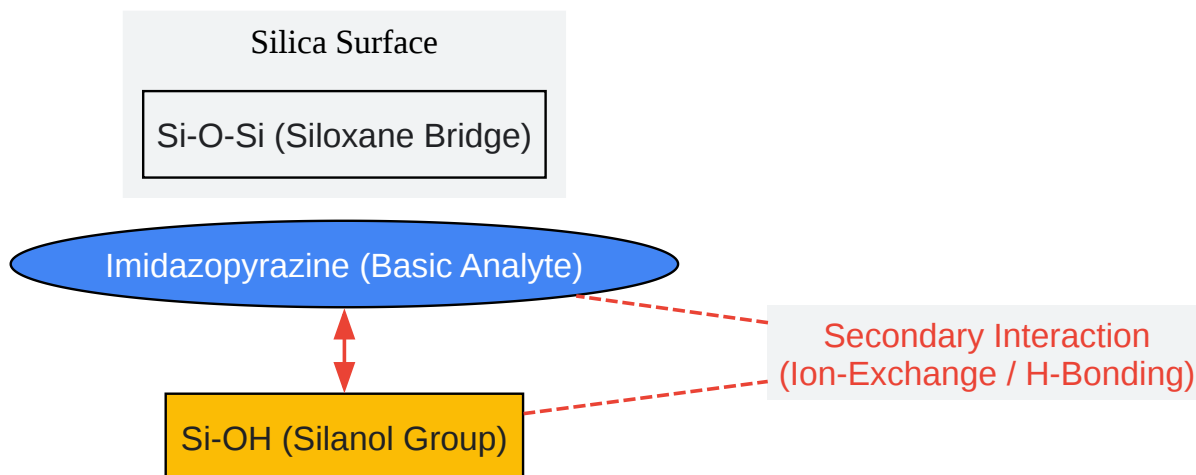 Silica Surface
Si-O-Si (Siloxane Bridge)
Imidazopyrazine (Basic Analyte)
Secondary Interaction
(Ion-Exchange / H-Bonding)
Si-OH (Silanol Group)